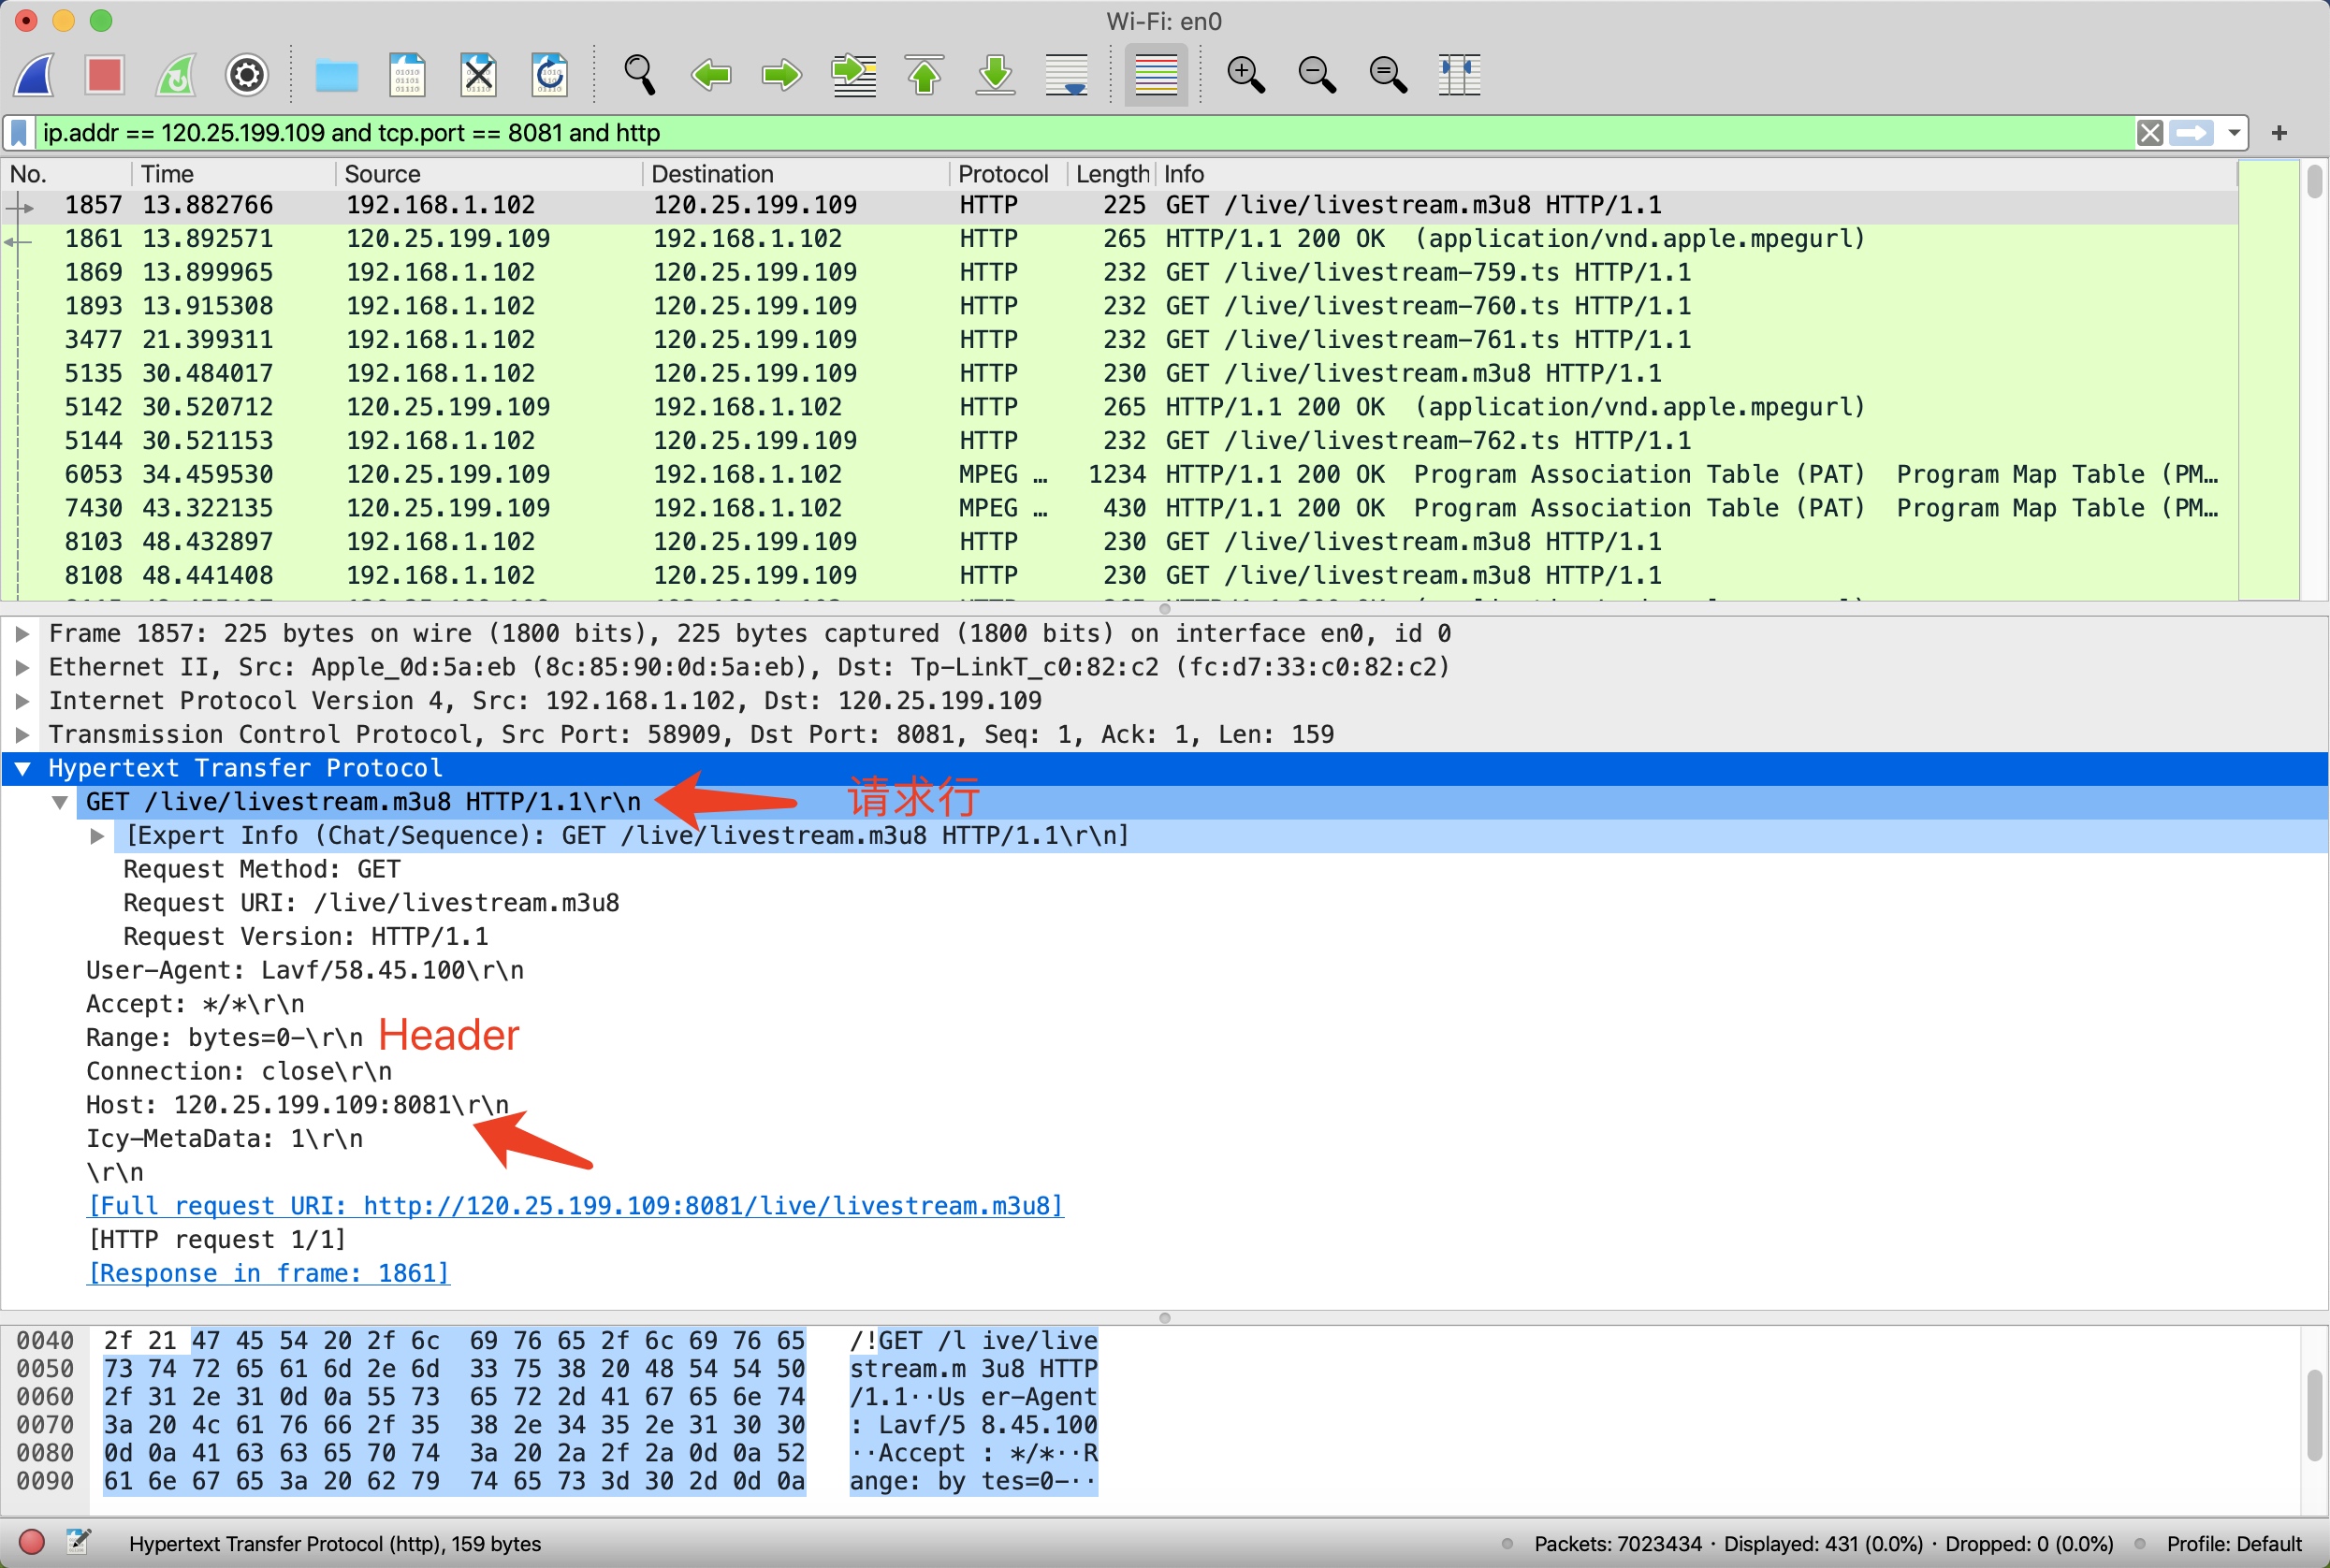 Wi-Fi: en0
ip.addr == 120.25.199.109 and tcp.port == 8081 and http
No. Time Source Destination Protocol Length Info
1857 13.882766 192.168.1.102 120.25.199.109 HTTP 225 GET /live/livestream.m3u8 HTTP/1.1
1861 13.892571 120.25.199.109 192.168.1.102 HTTP 265 HTTP/1.1 200 OK (application/vnd.apple.mpegurl)
1869 13.899965 192.168.1.102 120.25.199.109 HTTP 232 GET /live/livestream-759.ts HTTP/1.1
1893 13.915308 192.168.1.102 120.25.199.109 HTTP 232 GET /live/livestream-760.ts HTTP/1.1
3477 21.399311 192.168.1.102 120.25.199.109 HTTP 232 GET /live/livestream-761.ts HTTP/1.1
5135 30.484017 192.168.1.102 120.25.199.109 HTTP 230 GET /live/livestream.m3u8 HTTP/1.1
5142 30.520712 120.25.199.109 192.168.1.102 HTTP 265 HTTP/1.1 200 OK (application/vnd.apple.mpegurl)
5144 30.521153 192.168.1.102 120.25.199.109 HTTP 232 GET /live/livestream-762.ts HTTP/1.1
6053 34.459530 120.25.199.109 192.168.1.102 MPEG … 1234 HTTP/1.1 200 OK Program Association Table (PAT) Program Map Table (PM…
7430 43.322135 120.25.199.109 192.168.1.102 MPEG … 430 HTTP/1.1 200 OK Program Association Table (PAT) Program Map Table (PM…
8103 48.432897 192.168.1.102 120.25.199.109 HTTP 230 GET /live/livestream.m3u8 HTTP/1.1
8108 48.441408 192.168.1.102 120.25.199.109 HTTP 230 GET /live/livestream.m3u8 HTTP/1.1
Frame 1857: 225 bytes on wire (1800 bits), 225 bytes captured (1800 bits) on interface en0, id 0
Ethernet II, Src: Apple_0d:5a:eb (8c:85:90:0d:5a:eb), Dst: Tp-LinkT_c0:82:c2 (fc:d7:33:c0:82:c2)
Internet Protocol Version 4, Src: 192.168.1.102, Dst: 120.25.199.109
Transmission Control Protocol, Src Port: 58909, Dst Port: 8081, Seq: 1, Ack: 1, Len: 159
Hypertext Transfer Protocol
GET /live/livestream.m3u8 HTTP/1.1\r\n 请求行
[Expert Info (Chat/Sequence): GET /live/livestream.m3u8 HTTP/1.1\r\n]
Request Method: GET
Request URI: /live/livestream.m3u8
Request Version: HTTP/1.1
User-Agent: Lavf/58.45.100\r\n
Accept: */*\r\n
Range: bytes=0-\r\n Header
Connection: close\r\n
Host: 120.25.199.109:8081\r\n
Icy-MetaData: 1\r\n
\r\n
[Full request URI: http://120.25.199.109:8081/live/livestream.m3u8]
[HTTP request 1/1]
[Response in frame: 1861]
0040 2f 21 47 45 54 20 2f 6c 69 76 65 2f 6c 69 76 65 /!GET /l ive/live
0050 73 74 72 65 61 6d 2e 6d 33 75 38 20 48 54 54 50 stream.m 3u8 HTTP
0060 2f 31 2e 31 0d 0a 55 73 65 72 2d 41 67 65 6e 74 /1.1··Us er-Agent
0070 3a 20 4c 61 76 66 2f 35 38 2e 34 35 2e 31 30 30 : Lavf/5 8.45.100
0080 0d 0a 41 63 63 65 70 74 3a 20 2a 2f 2a 0d 0a 52 ··Accept : */*··R
0090 61 6e 67 65 3a 20 62 79 74 65 73 3d 30 2d 0d 0a ange: by tes=0-··
Hypertext Transfer Protocol (http), 159 bytes Packets: 7023434 · Displayed: 431 (0.0%) · Dropped: 0 (0.0%) Profile: Default